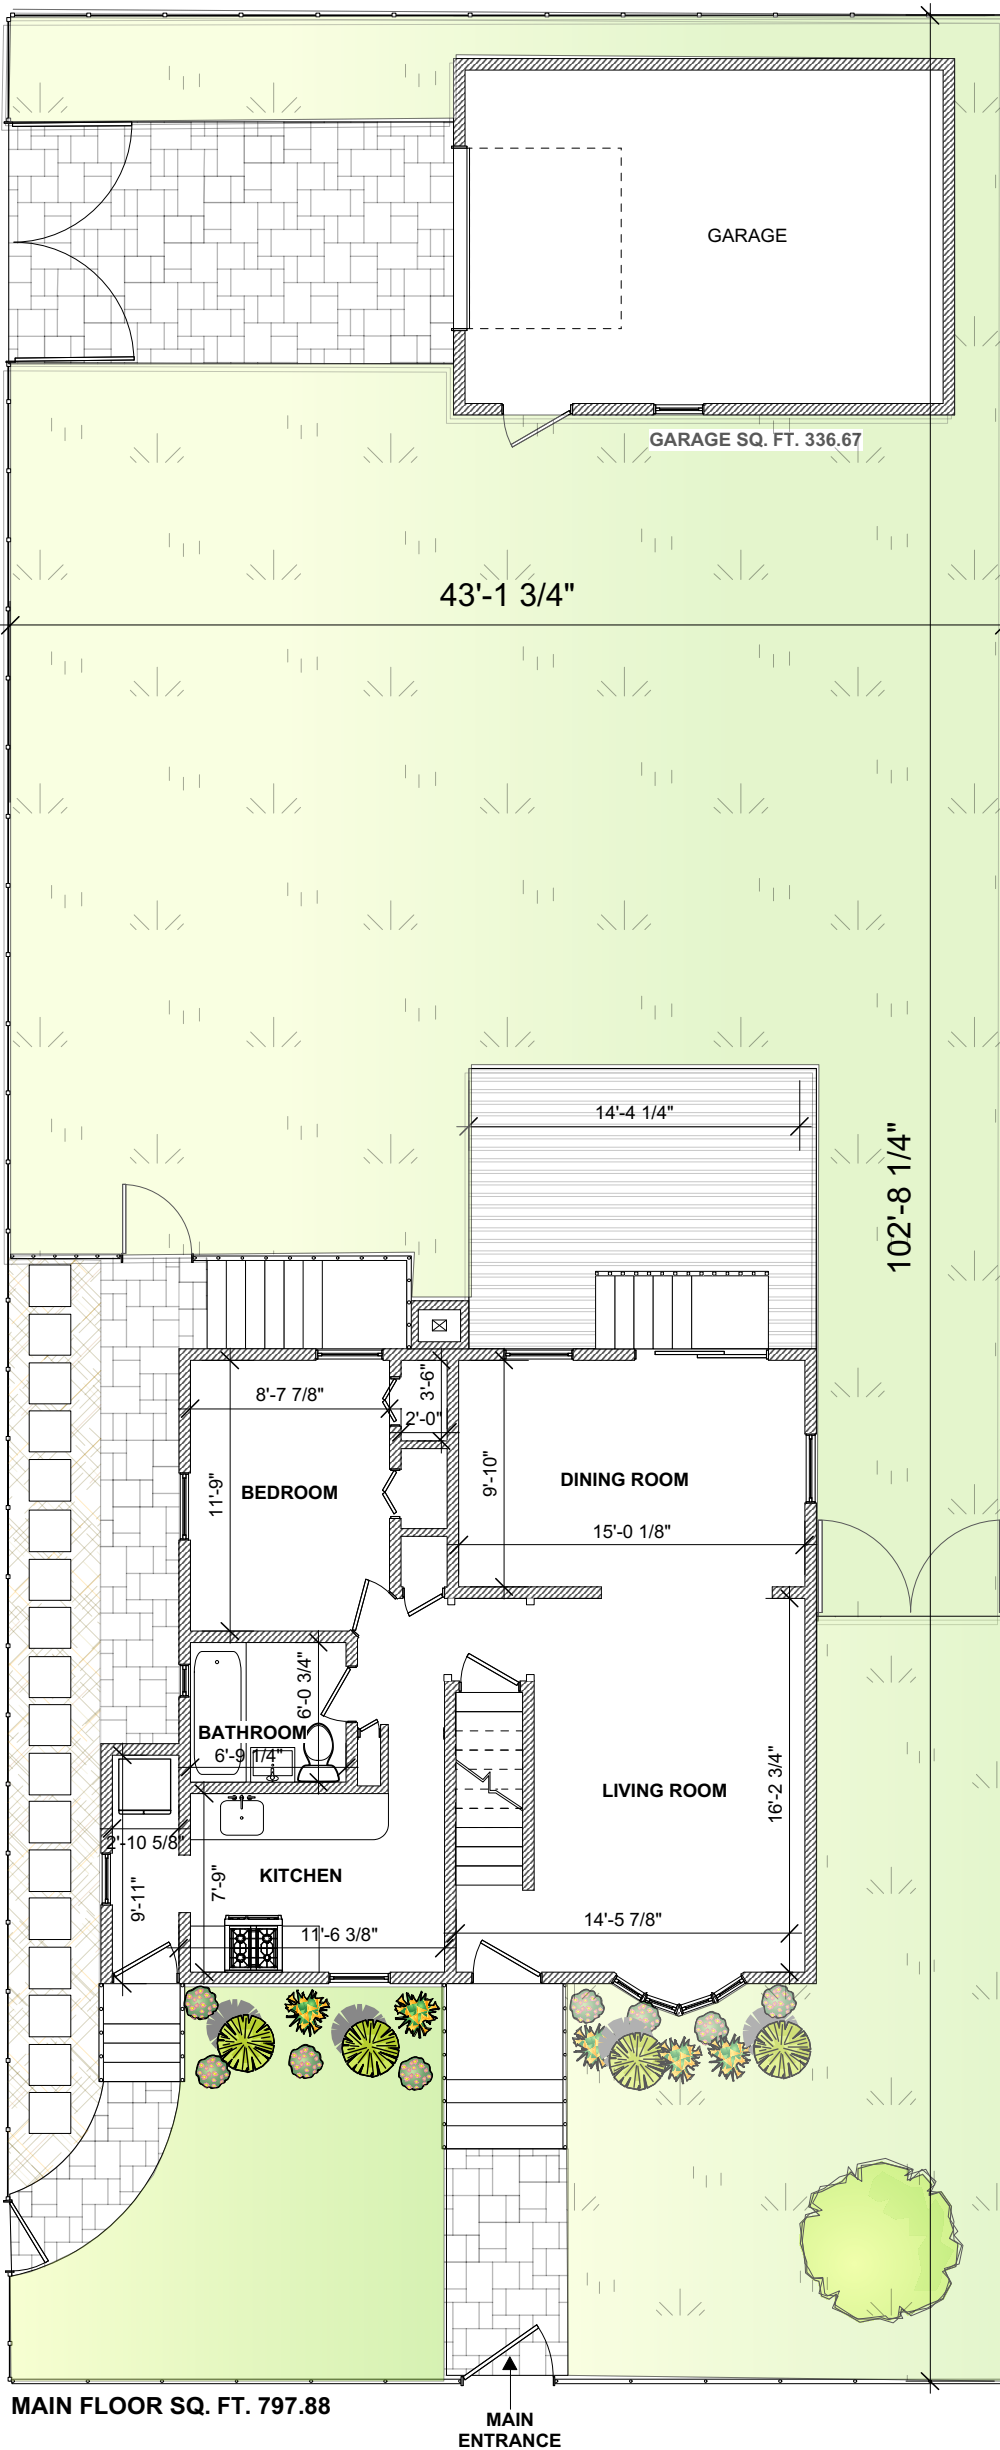 GARAGE
GARAGE SQ. FT. 336.67
43'-1 3/4"
14'-4 1/4"
102'-8 1/4"
8'-7 7/8"
3'-6"
2'-0"
11'-9"
BEDROOM
9'-10"
DINING ROOM
15'-0 1/8"
6'-0 3/4"
BATHROOM
6'-9 1/4"
LIVING ROOM
16'-2 3/4"
2'-10 5/8"
9'-11"
7'-9"
KITCHEN
11'-6 3/8"
14'-5 7/8"
MAIN FLOOR SQ. FT. 797.88
MAIN
ENTRANCE